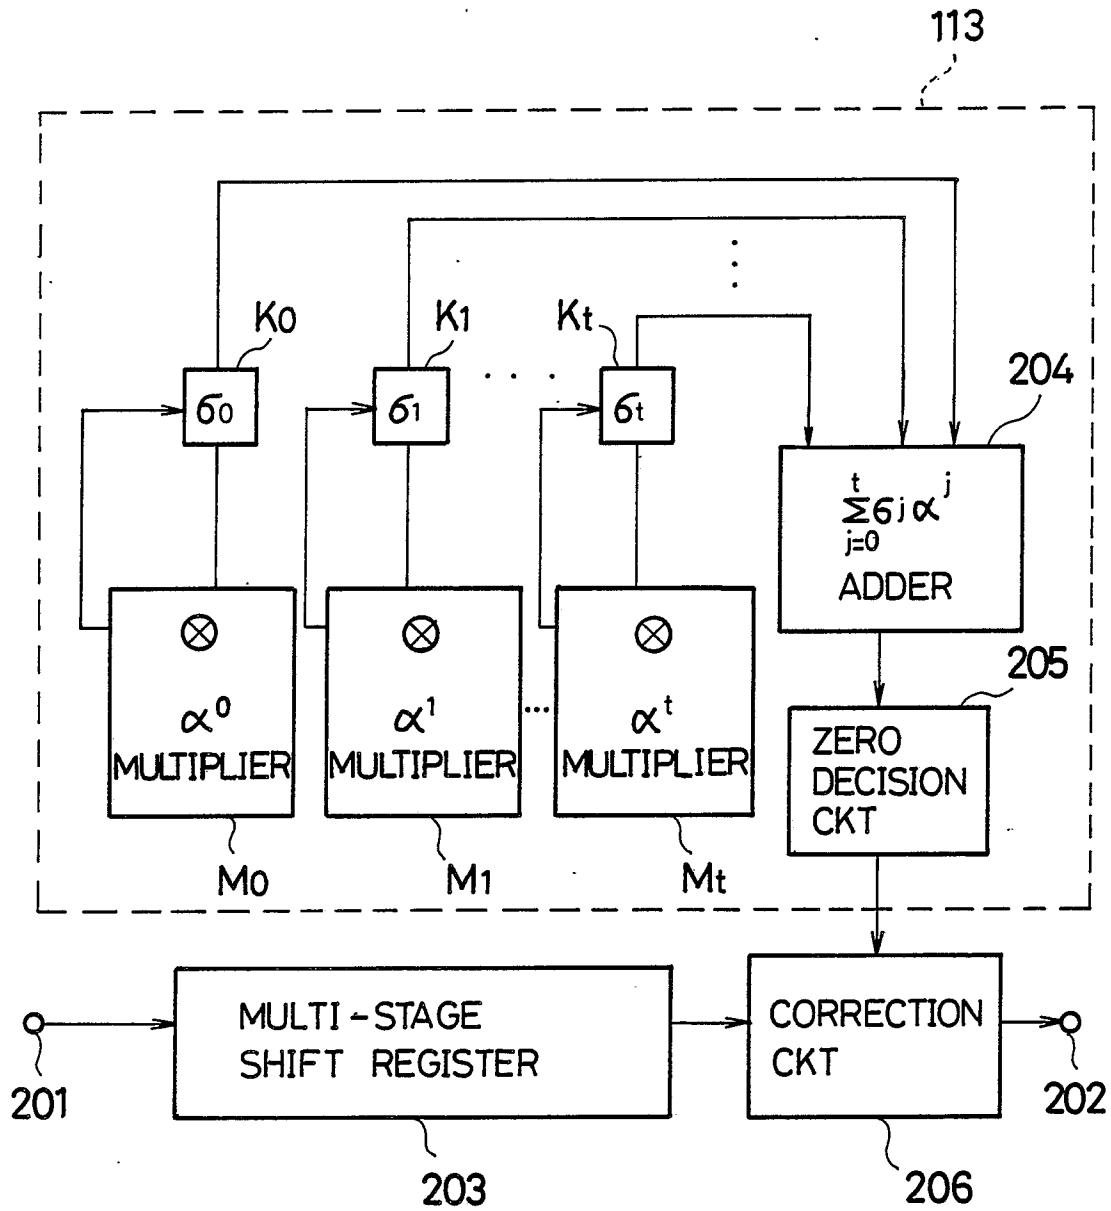 113
K0
K1
Kt
σ0
σ1
. . .
σt
204
t
Σσjα^j
j=0
ADDER
⊗
⊗
⊗
205
α^0
MULTIPLIER
α^1
MULTIPLIER
...
α^t
MULTIPLIER
ZERO
DECISION
CKT
M0
M1
Mt
MULTI-STAGE
SHIFT REGISTER
CORRECTION
CKT
201
202
203
206